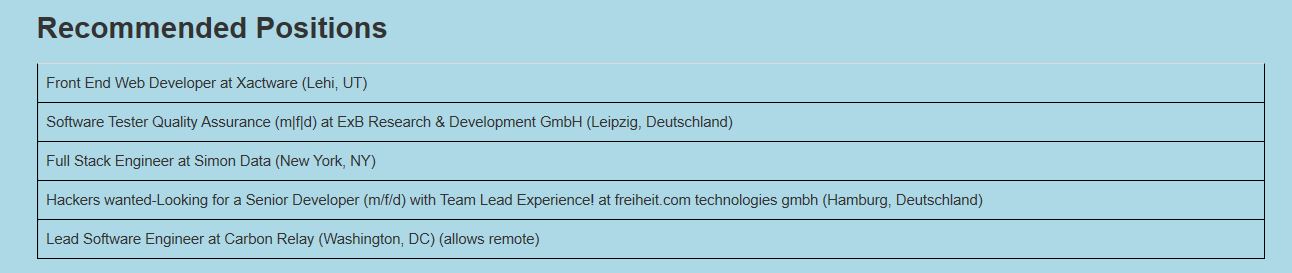 Recommended Positions
Front End Web Developer at Xactware (Lehi, UT)
Software Tester Quality Assurance (m|f|d) at ExB Research & Development GmbH (Leipzig, Deutschland)
Full Stack Engineer at Simon Data (New York, NY)
Hackers wanted-Looking for a Senior Developer (m/f/d) with Team Lead Experience! at freiheit.com technologies gmbh (Hamburg, Deutschland)
Lead Software Engineer at Carbon Relay (Washington, DC) (allows remote)